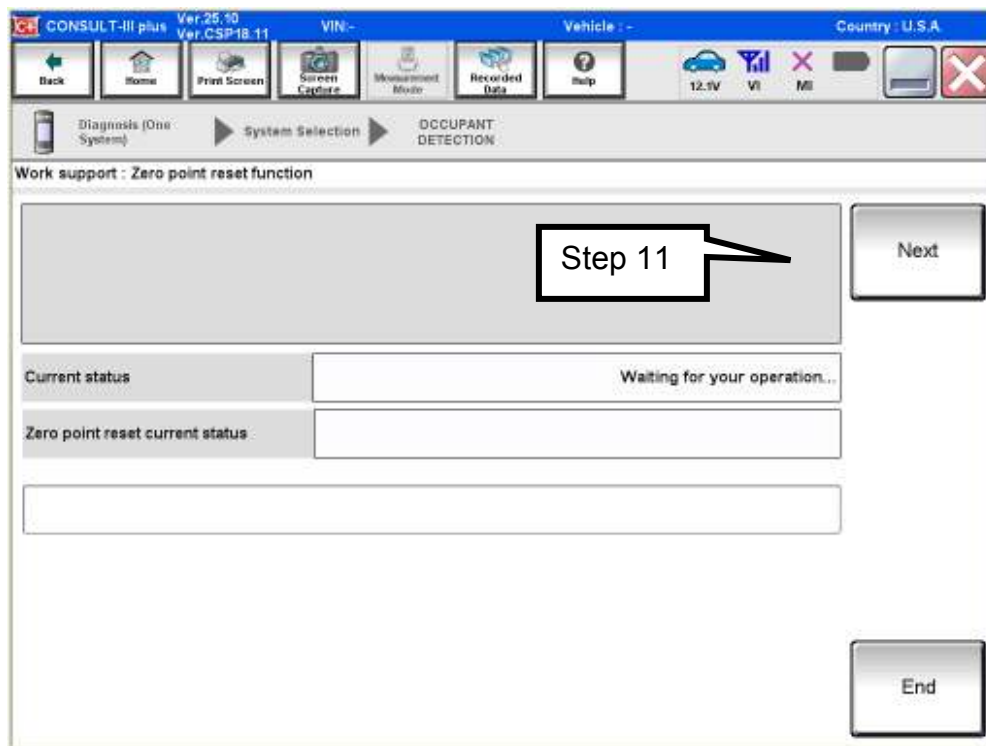 C+ CONSULT-III plus Ver.25.10 VIN:- Vehicle : - Country : U.S.A.
Ver.CSP18.11
Back Home Print Screen Screen Capture Measurement Mode Recorded Data Help 12.1V VI MI
Diagnosis (One System) System Selection OCCUPANT DETECTION
Work support : Zero point reset function
Step 11
Next
Current status Waiting for your operation...
Zero point reset current status
End